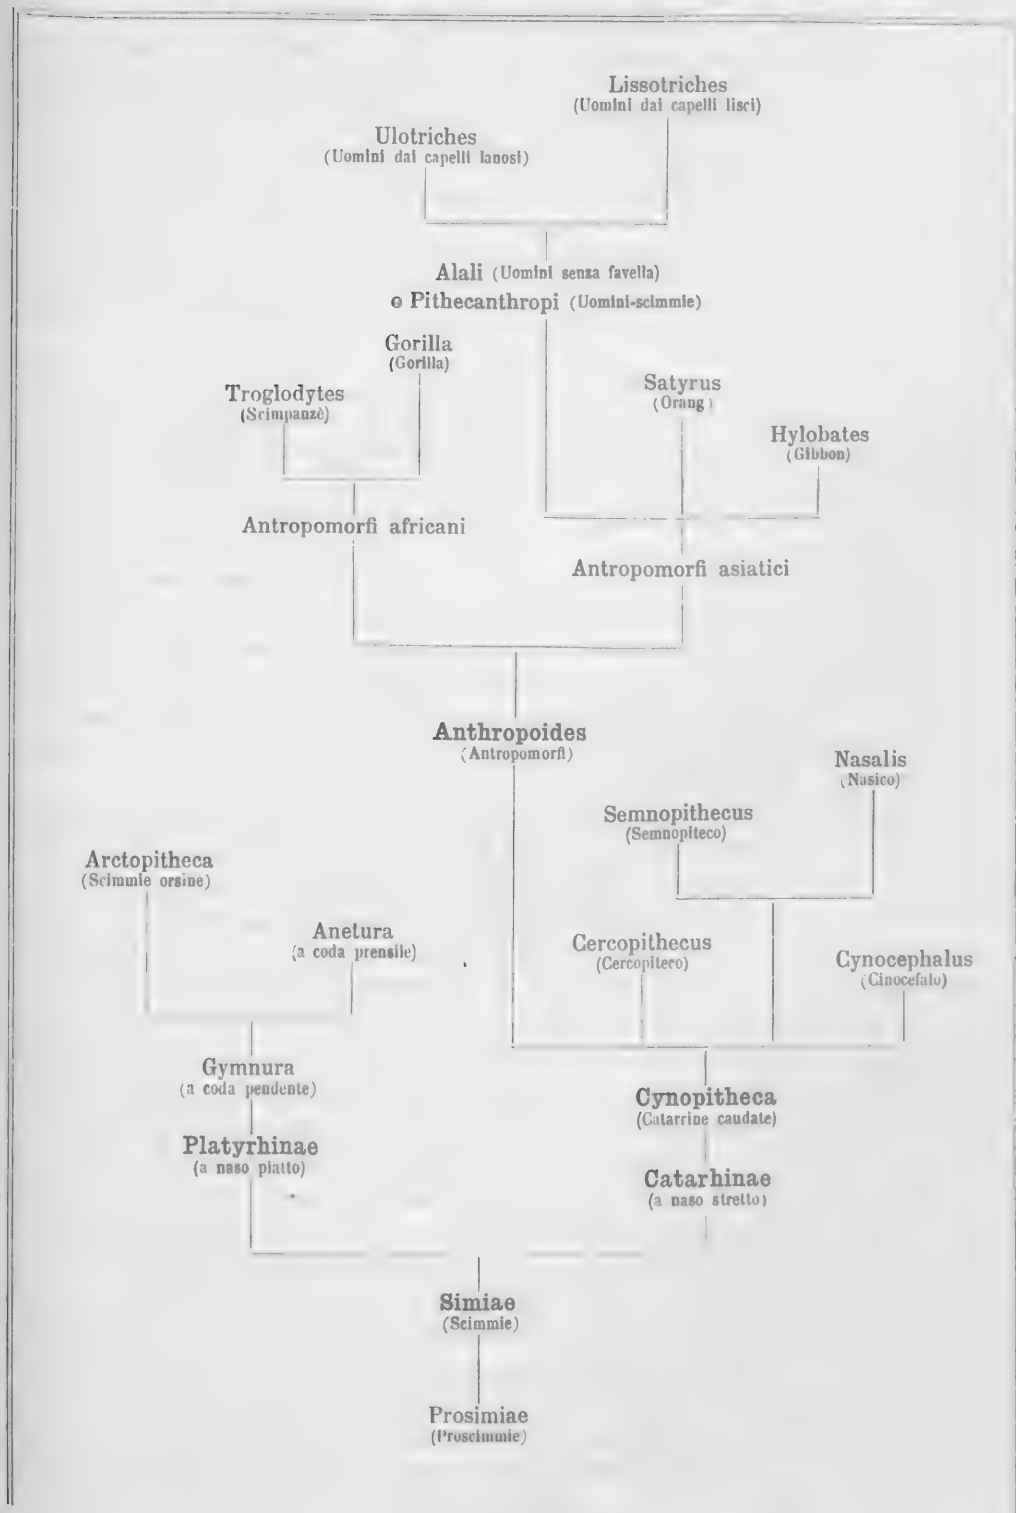 Lissotriches
(Uomini dai capelli lisci)
Ulotriches
(Uomini dai capelli lanosi)
Alali (Uomini senza favella)
e Pithecanthropi (Uomini-scimmie)
Gorilla
(Gorilla)
Troglodytes
(Scimpanzè)
Satyrus
(Orang)
Hylobates
(Gibbon)
Antropomorfi africani
Antropomorfi asiatici
Anthropoides
(Antropomorfi)
Nasalis
(Nasico)
Semnopithecus
(Semnopiteco)
Arctopitheca
(Scimmie orsine)
Anetura
(a coda prensile)
Cercopithecus
(Cercopiteco)
Cynocephalus
(Cinocefalo)
Gymnura
(a coda pendente)
Cynopitheca
(Catarrine caudate)
Platyrhinae
(a naso piatto)
Catarhinae
(a naso stretto)
Simiae
(Scimmie)
Prosimiae
(Proscimmie)